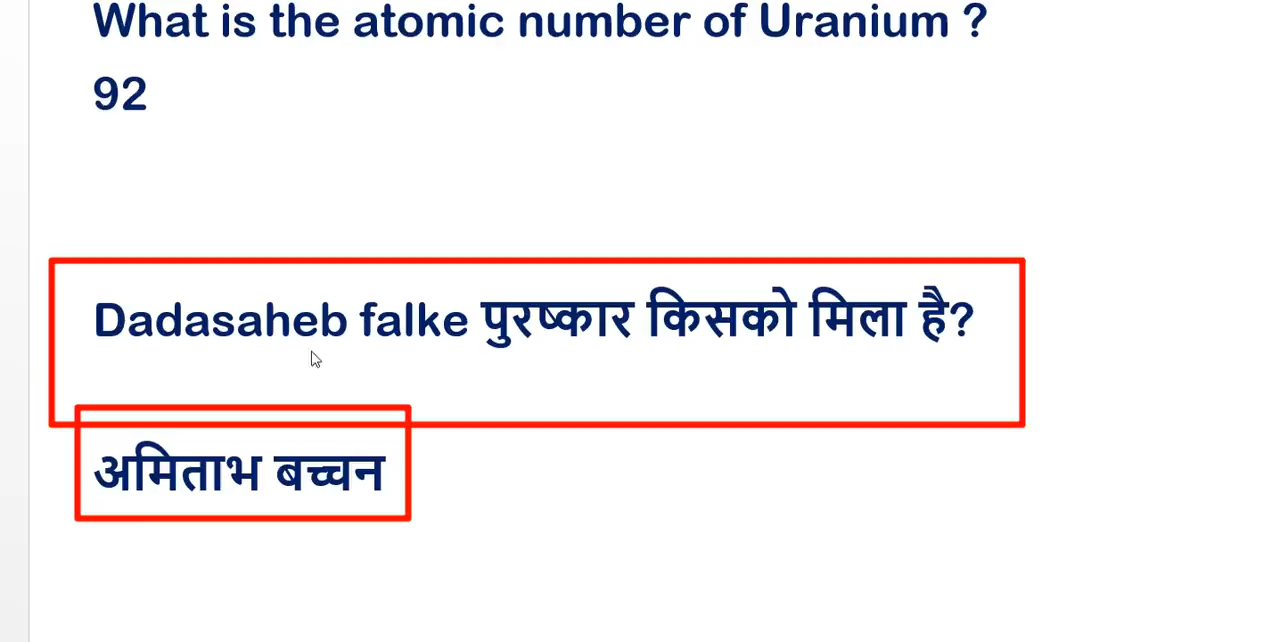 What is the atomic number of Uranium ?
92
Dadasaheb falke पुरष्कार किसको मिला है?
अमिताभ बच्चन